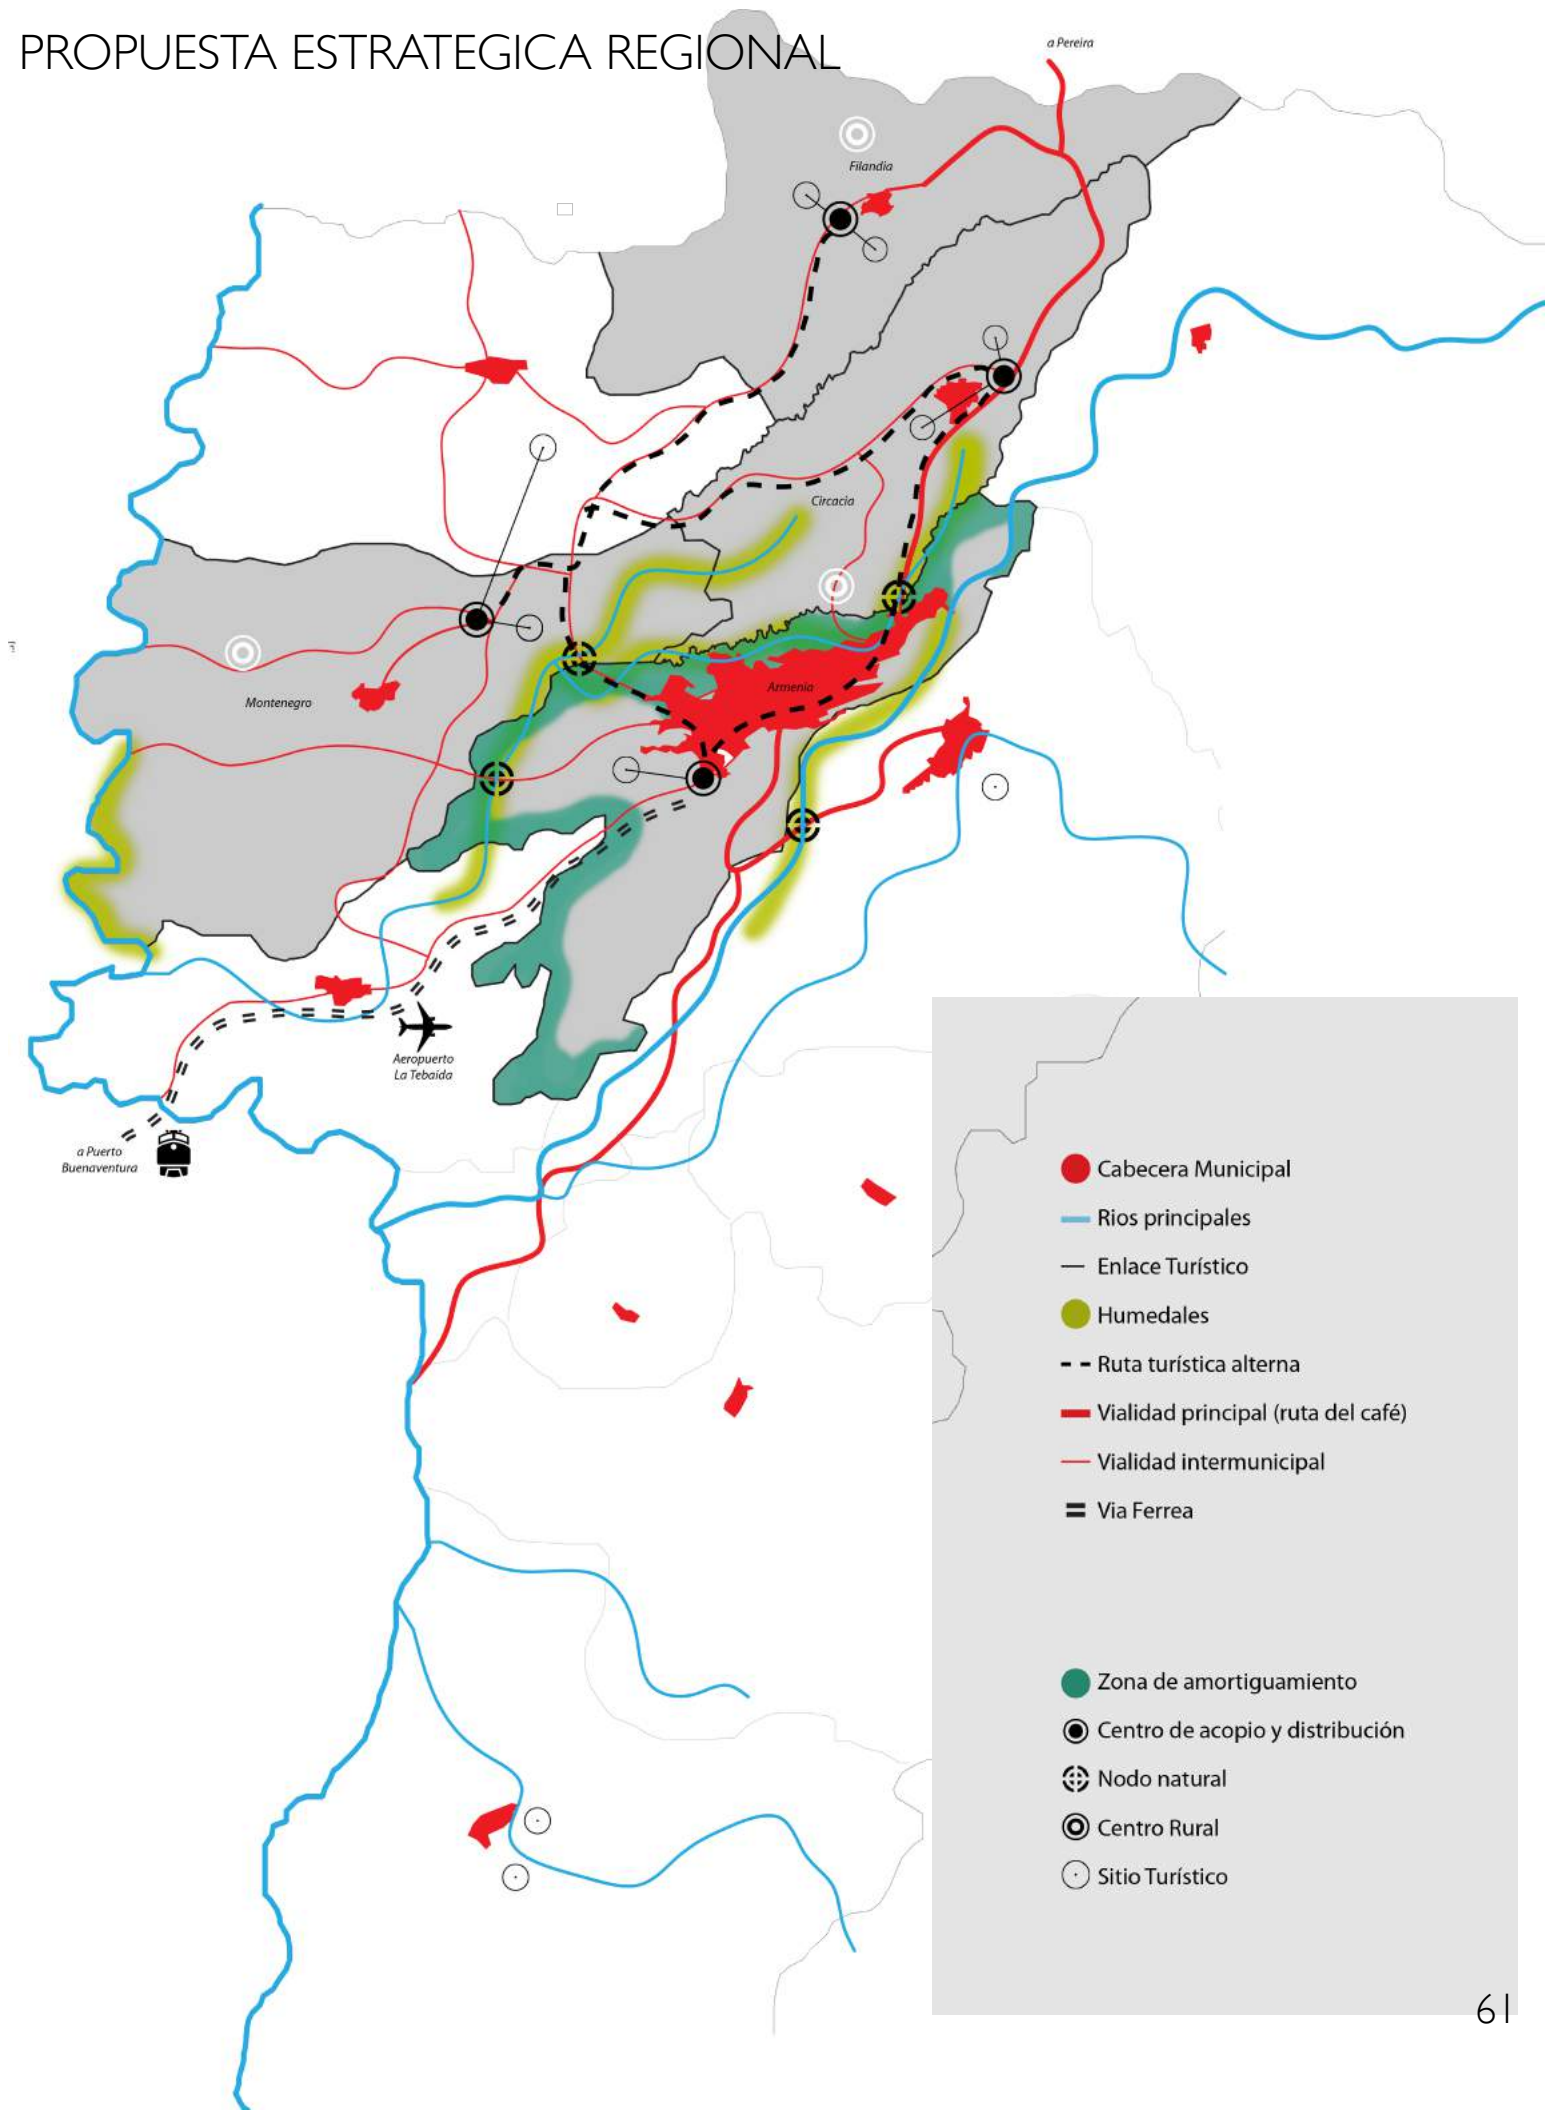 PROPUESTA ESTRATEGICA REGIONAL
a Pereira
Filandia
Circacia
Montenegro
Armenia
Aeropuerto
La Tebaida
a Puerto
Buenaventura
Cabecera Municipal
Rios principales
Enlace Turístico
Humedales
Ruta turística alterna
Vialidad principal (ruta del café)
Vialidad intermunicipal
Via Ferrea
Zona de amortiguamiento
Centro de acopio y distribución
Nodo natural
Centro Rural
Sitio Turístico
61